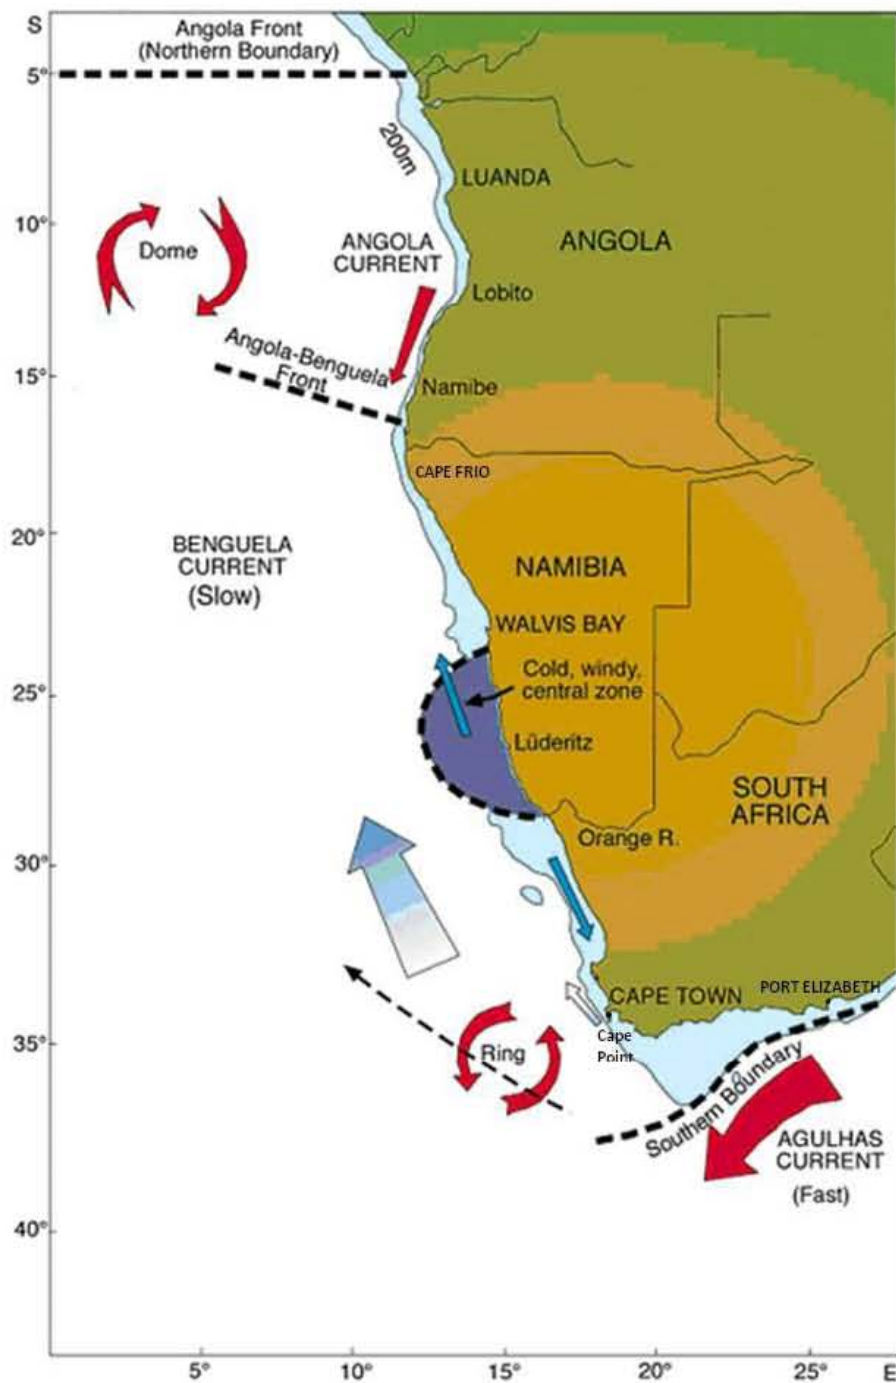 S
Angola Front
(Northern Boundary)
5°
200m
LUANDA
10°
Dome
ANGOLA
CURRENT
ANGOLA
Lobito
Angola-Benguela
Front
15°
Namibe
CAPE FRIO
20°
BENGUELA
CURRENT
(Slow)
NAMIBIA
WALVIS BAY
Cold, windy,
central zone
25°
Lüderitz
SOUTH
AFRICA
Orange R.
30°
CAPE TOWN
PORT ELIZABETH
Cape
Point
35°
Ring
Southern Boundary
AGULHAS
CURRENT
(Fast)
40°
5°
10°
15°
20°
25°
E